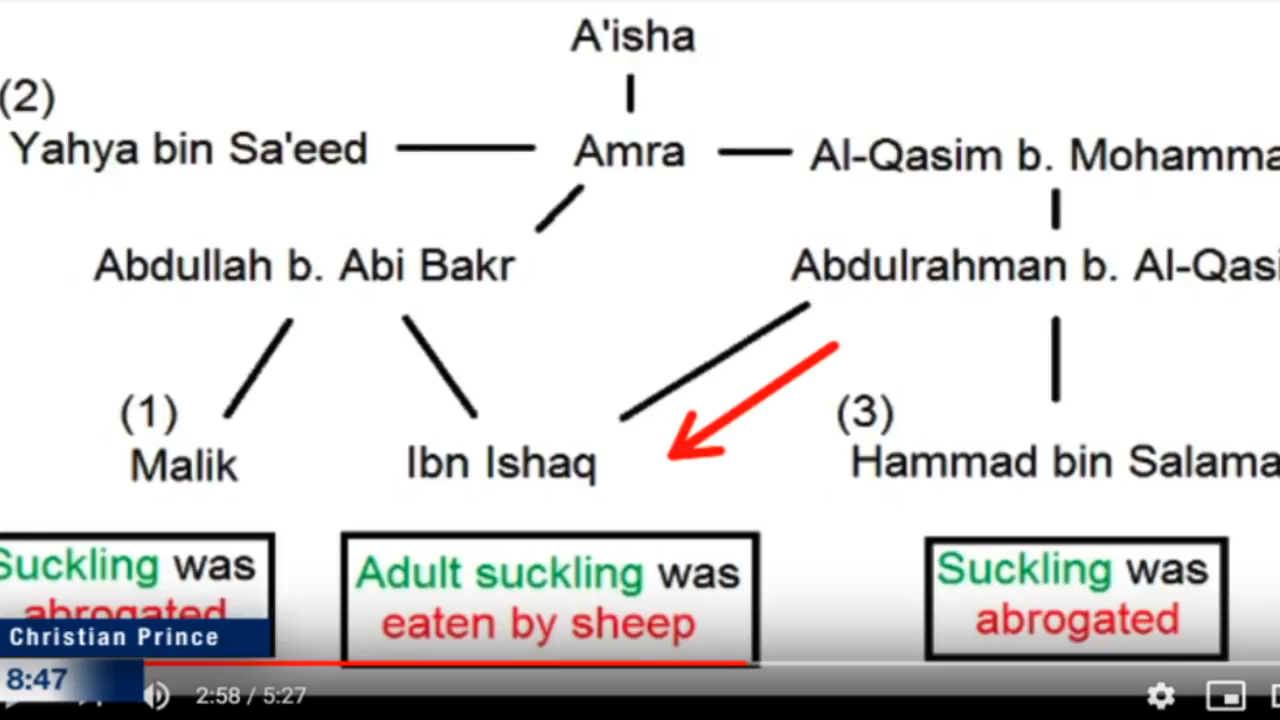 A'isha
(2)
Yahya bin Sa'eed
Amra
Al-Qasim b. Mohamma
Abdullah b. Abi Bakr
Abdulrahman b. Al-Qasi
(1)
Malik
Ibn Ishaq
(3)
Hammad bin Salama
Suckling was
abrogated
Adult suckling was
eaten by sheep
Suckling was
abrogated
Christian Prince
8:47
2:58 / 5:27